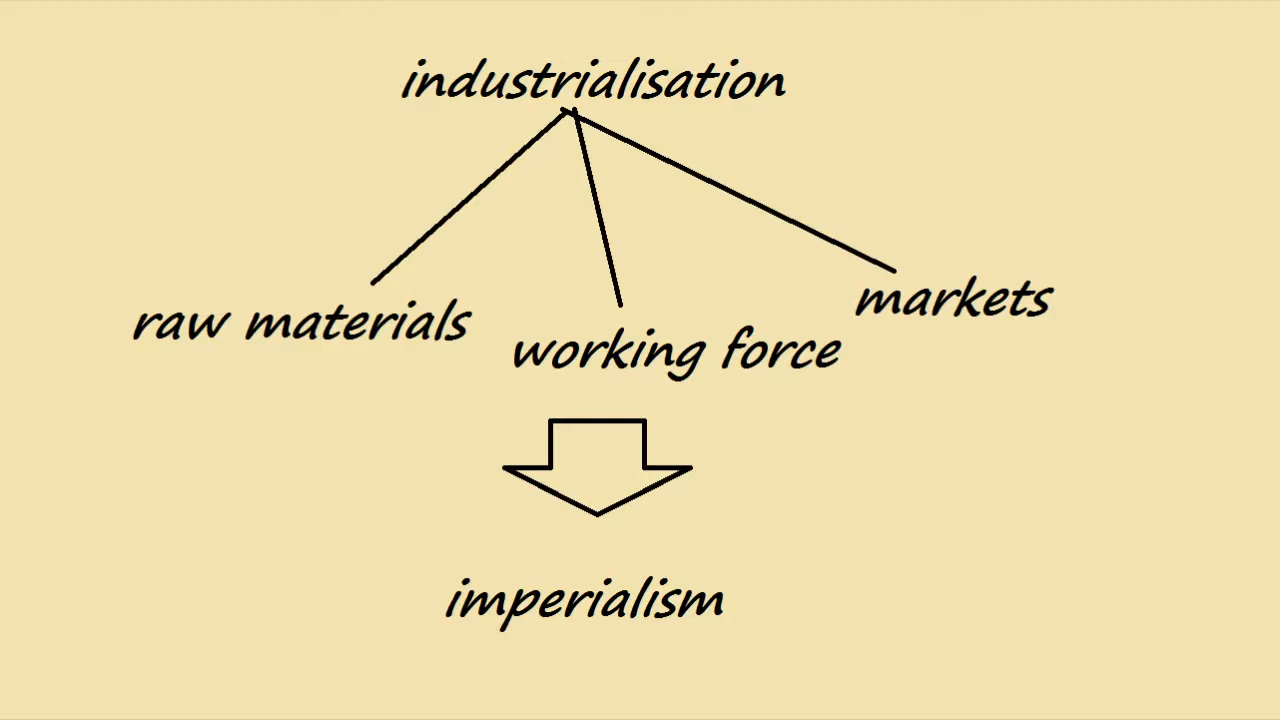 industrialisation
raw materials
working force
markets
imperialism